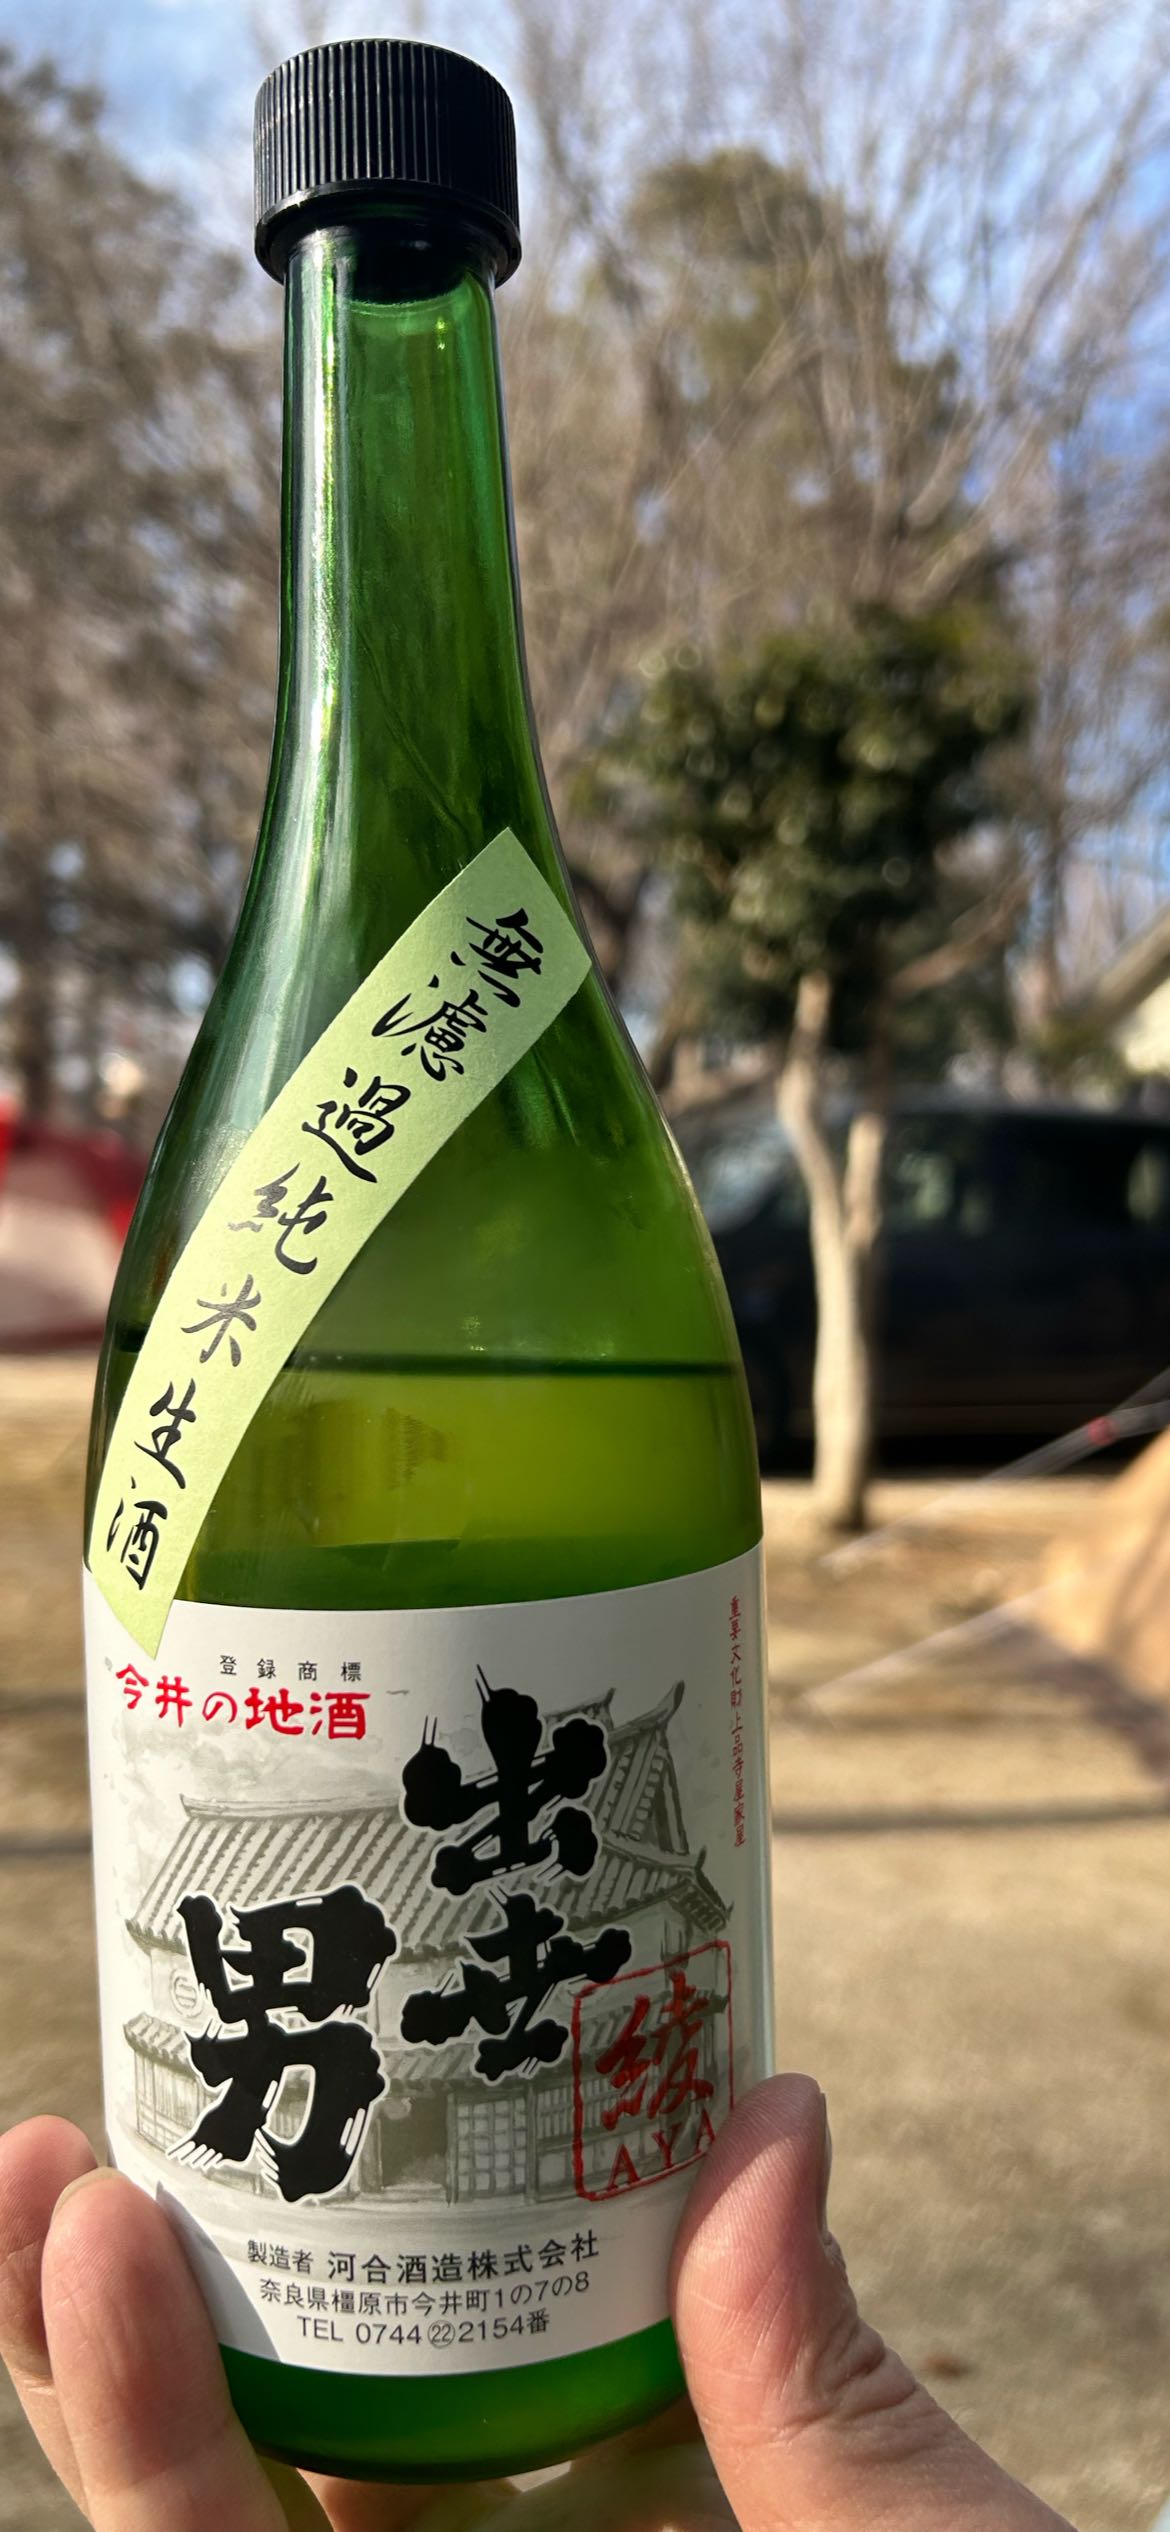 無濾過純米生酒
登録商標
今井の地酒
重要文化財上品寺屋家屋
出世男
綾
AYA
製造者 河合酒造株式会社
奈良県橿原市今井町1の7の8
TEL 0744㉒2154番